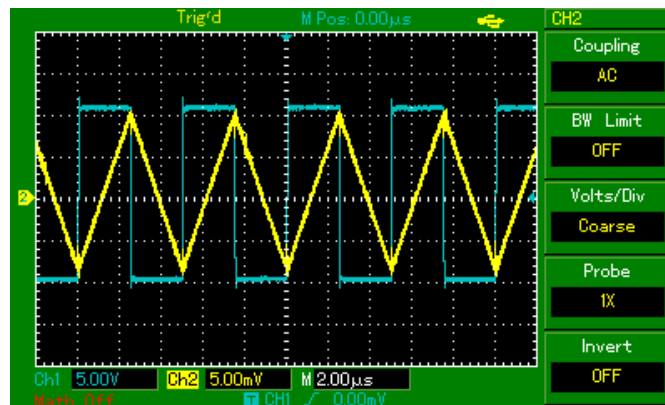 Trig'd M Pos: 0.00μs CH2
Coupling
AC
BW Limit
OFF
2
Volts/Div
Coarse
Probe
1X
Invert
OFF
Ch1 5.00V Ch2 5.00mV M 2.00μs
Math Off T CH1 0.00mV